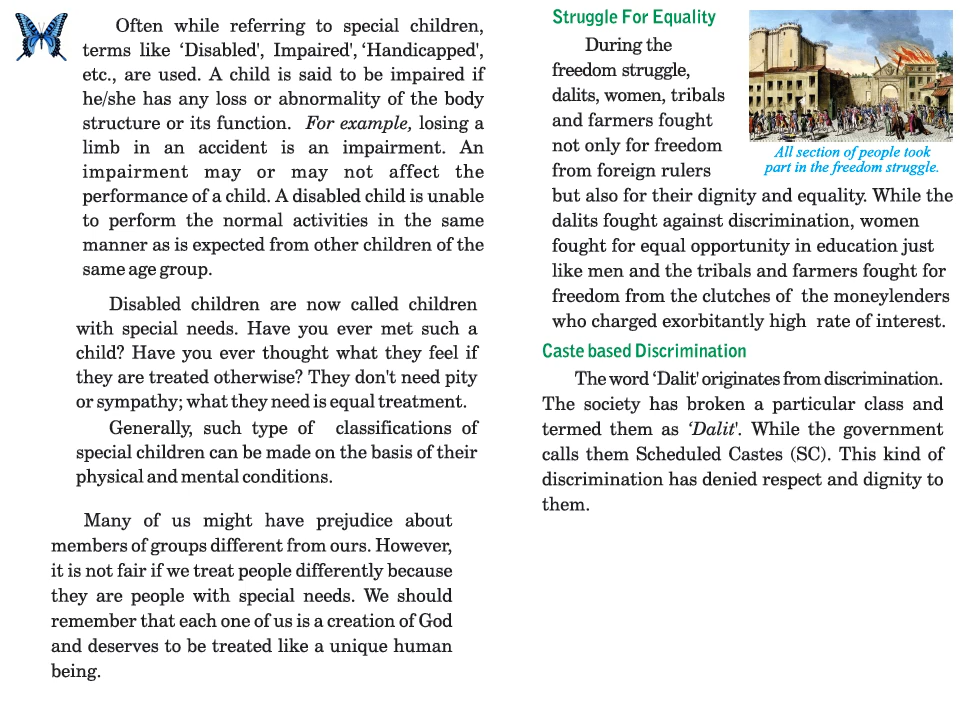 Often while referring to special children,
terms like ‘Disabled', Impaired', ‘Handicapped',
etc., are used. A child is said to be impaired if
he/she has any loss or abnormality of the body
structure or its function. For example, losing a
limb in an accident is an impairment. An
impairment may or may not affect the
performance of a child. A disabled child is unable
to perform the normal activities in the same
manner as is expected from other children of the
same age group.
Disabled children are now called children
with special needs. Have you ever met such a
child? Have you ever thought what they feel if
they are treated otherwise? They don't need pity
or sympathy; what they need is equal treatment.
Generally, such type of classifications of
special children can be made on the basis of their
physical and mental conditions.
Many of us might have prejudice about
members of groups different from ours. However,
it is not fair if we treat people differently because
they are people with special needs. We should
remember that each one of us is a creation of God
and deserves to be treated like a unique human
being.
Struggle For Equality
During the
freedom struggle,
dalits, women, tribals
and farmers fought
not only for freedom
from foreign rulers
All section of people took
part in the freedom struggle.
but also for their dignity and equality. While the
dalits fought against discrimination, women
fought for equal opportunity in education just
like men and the tribals and farmers fought for
freedom from the clutches of the moneylenders
who charged exorbitantly high rate of interest.
Caste based Discrimination
The word ‘Dalit' originates from discrimination.
The society has broken a particular class and
termed them as ‘Dalit'. While the government
calls them Scheduled Castes (SC). This kind of
discrimination has denied respect and dignity to
them.